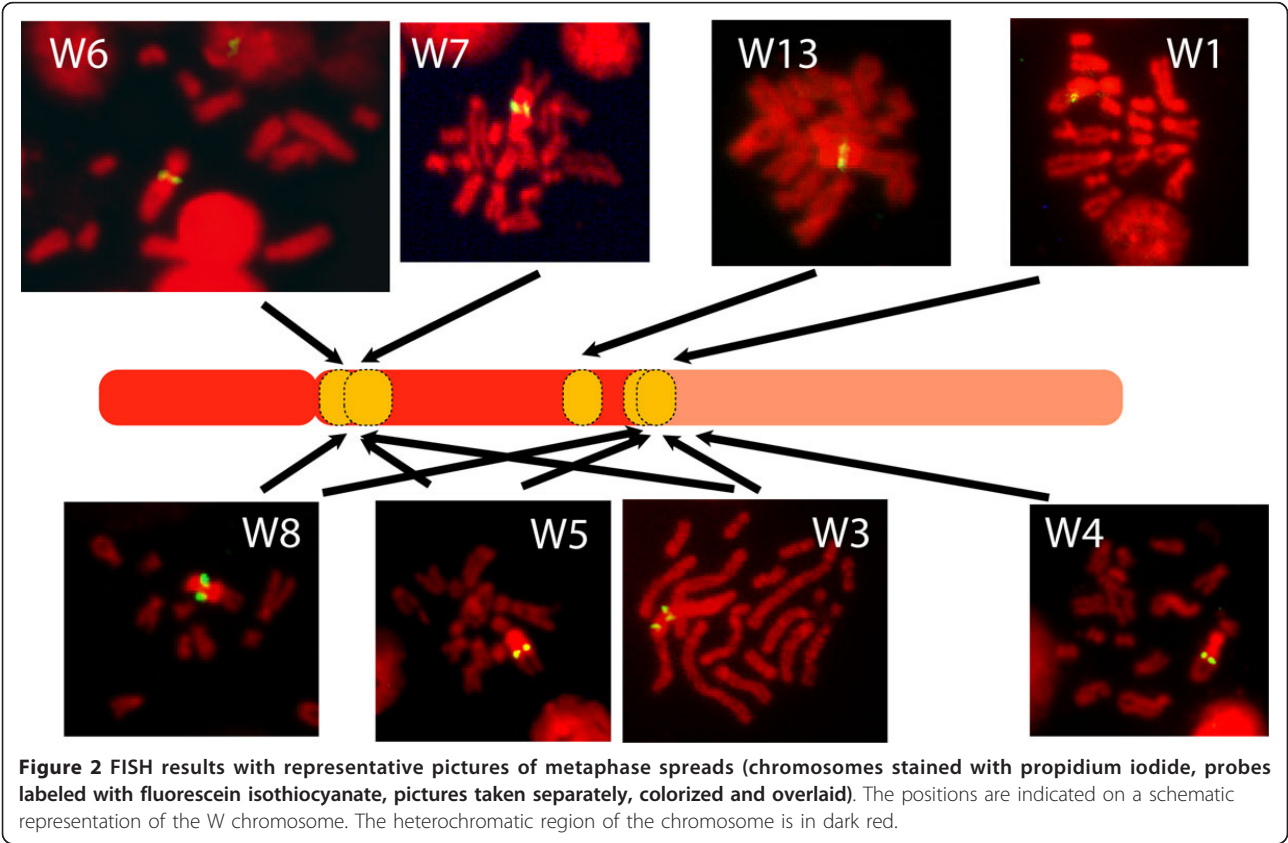 W6
W7
W13
W1
W8
W5
W3
W4
Figure 2 FISH results with representative pictures of metaphase spreads (chromosomes stained with propidium iodide, probes
labeled with fluorescein isothiocyanate, pictures taken separately, colorized and overlaid). The positions are indicated on a schematic
representation of the W chromosome. The heterochromatic region of the chromosome is in dark red.